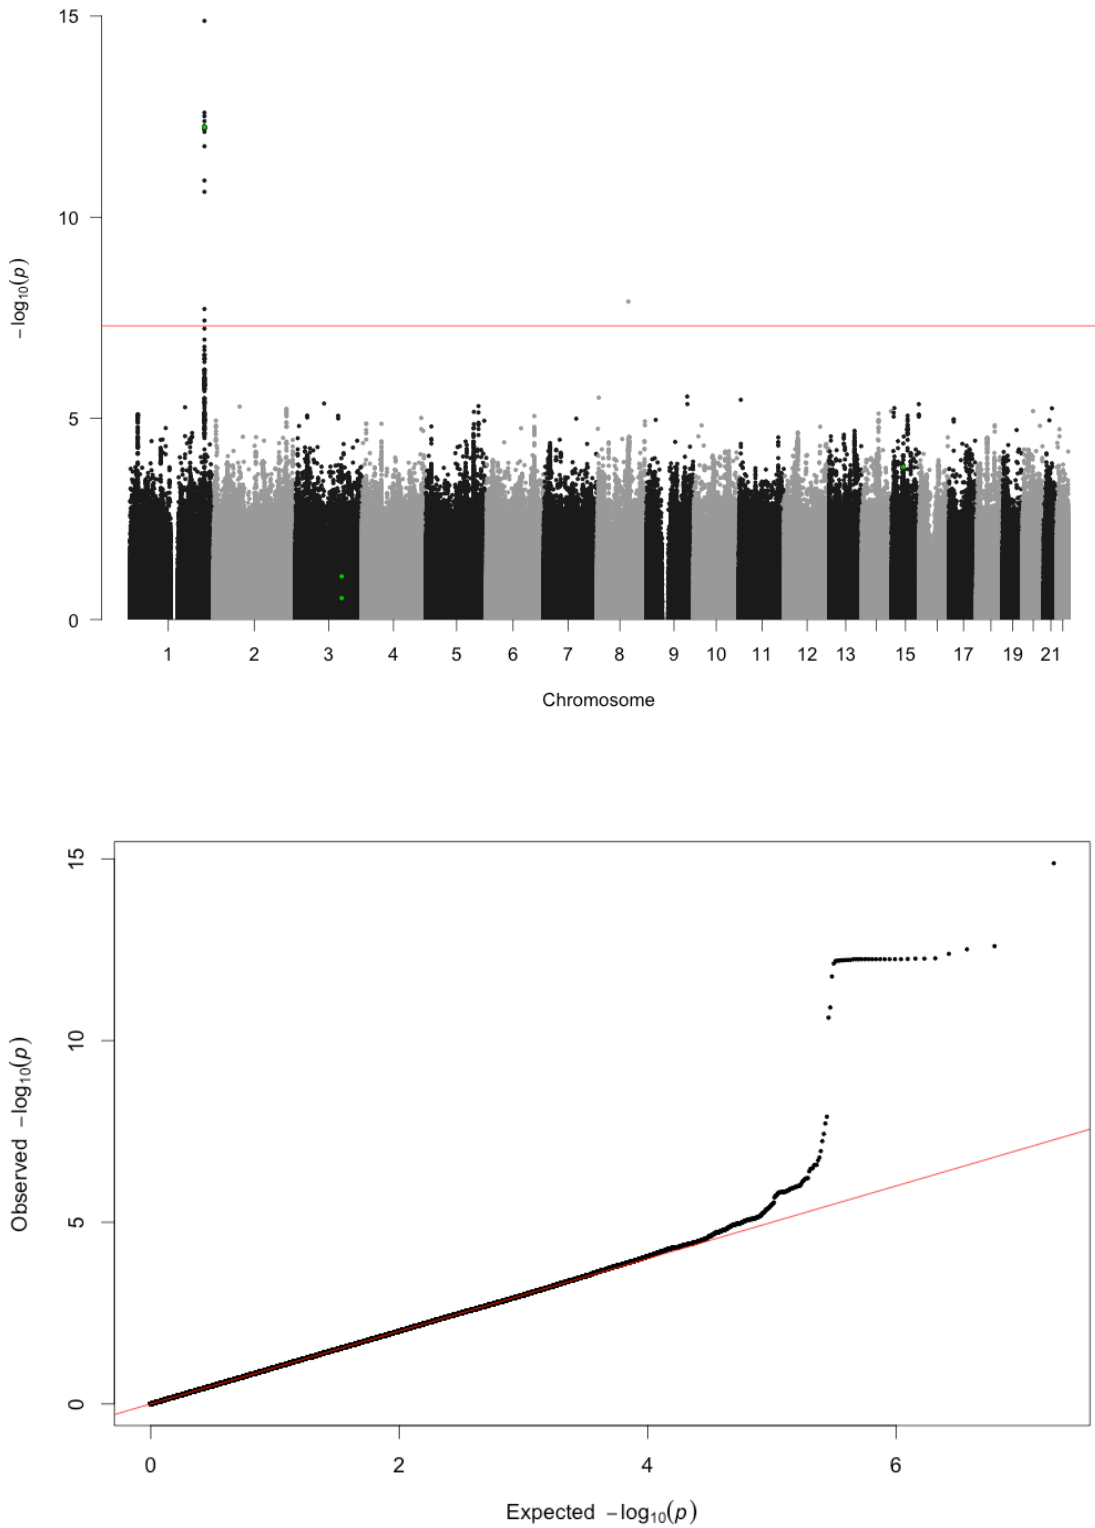 15
10
5
0
−log₁₀(p)
1 2 3 4 5 6 7 8 9 10 11 12 13 15 17 19 21
Chromosome
15
10
5
0
Observed −log₁₀(p)
0 2 4 6
Expected −log₁₀(p)